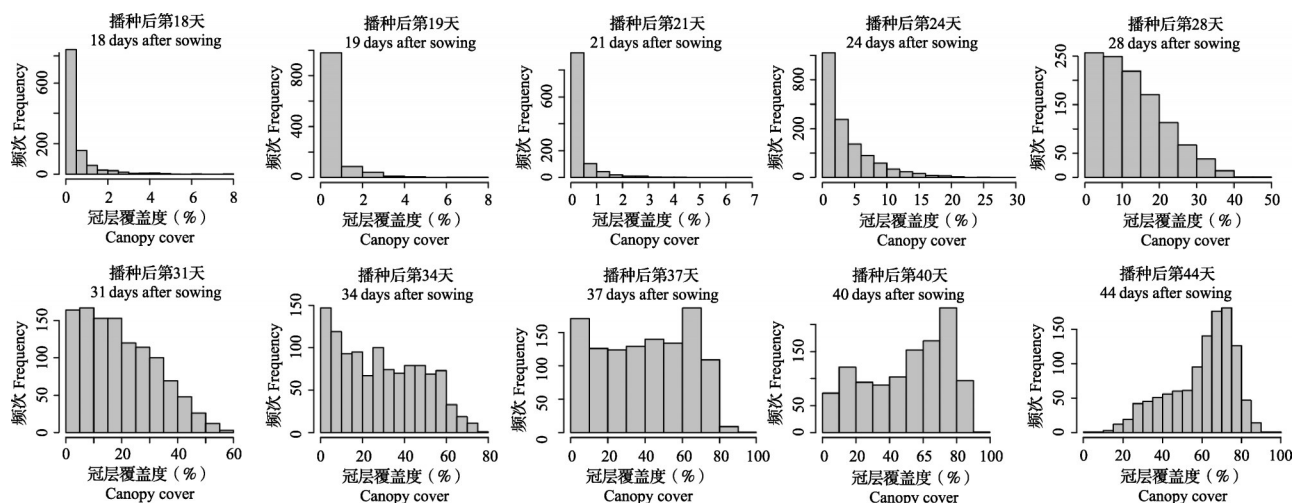 播种后第18天
18 days after sowing
频次 Frequency
600
200
0
0 2 4 6 8
冠层覆盖度（%）
Canopy cover
播种后第19天
19 days after sowing
频次 Frequency
800
400
0
0 2 4 6 8
冠层覆盖度（%）
Canopy cover
播种后第21天
21 days after sowing
频次 Frequency
600
200
0
0 1 2 3 4 5 6 7
冠层覆盖度（%）
Canopy cover
播种后第24天
24 days after sowing
频次 Frequency
800
200
0
0 5 10 15 20 25 30
冠层覆盖度（%）
Canopy cover
播种后第28天
28 days after sowing
频次 Frequency
250
150
50
0
0 10 20 30 40 50
冠层覆盖度（%）
Canopy cover
播种后第31天
31 days after sowing
频次 Frequency
150
100
50
0
0 20 40 60
冠层覆盖度（%）
Canopy cover
播种后第34天
34 days after sowing
频次 Frequency
150
100
50
0
0 20 40 60 80
冠层覆盖度（%）
Canopy cover
播种后第37天
37 days after sowing
频次 Frequency
150
100
50
0
0 20 40 60 80 100
冠层覆盖度（%）
Canopy cover
播种后第40天
40 days after sowing
频次 Frequency
150
50
0
0 20 40 65 80 100
冠层覆盖度（%）
Canopy cover
播种后第44天
44 days after sowing
频次 Frequency
150
100
50
0
0 20 40 60 80 100
冠层覆盖度（%）
Canopy cover